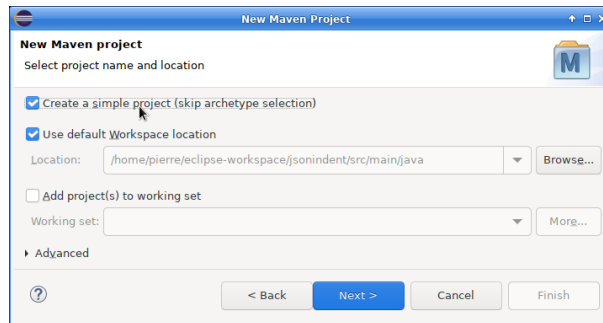 New Maven Project
New Maven project
Select project name and location
M
Create a simple project (skip archetype selection)
Use default Workspace location
Location: /home/pierre/eclipse-workspace/jsonindent/src/main/java Browse...
Add project(s) to working set
Working set: More...
Advanced
? < Back Next > Cancel Finish